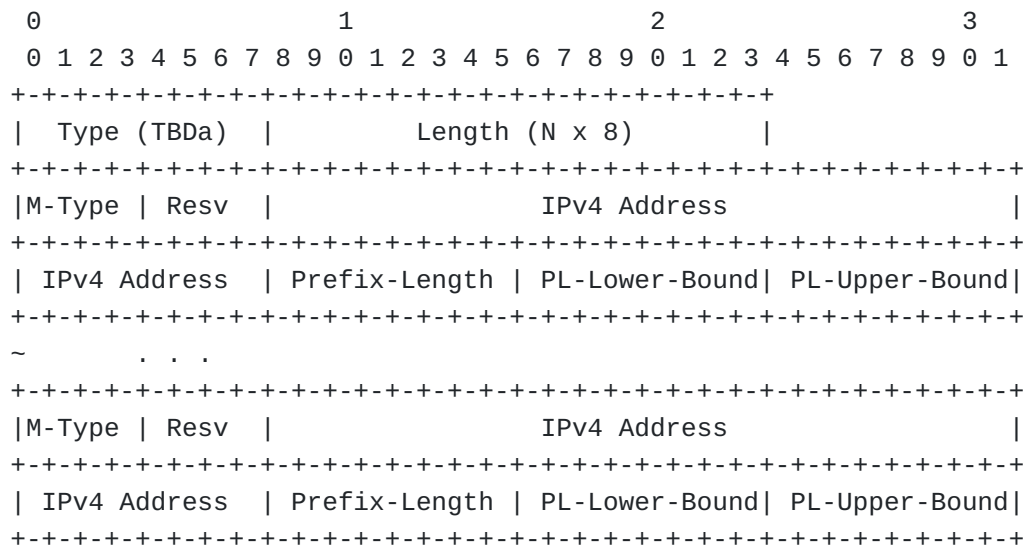 0                   1                   2                   3
 0 1 2 3 4 5 6 7 8 9 0 1 2 3 4 5 6 7 8 9 0 1 2 3 4 5 6 7 8 9 0 1
+-+-+-+-+-+-+-+-+-+-+-+-+-+-+-+-+-+-+-+-+-+-+-+-+
|  Type (TBDa)  |         Length (N x 8)        |
+-+-+-+-+-+-+-+-+-+-+-+-+-+-+-+-+-+-+-+-+-+-+-+-+-+-+-+-+-+-+-+-+
|M-Type | Resv  |                 IPv4 Address                  |
+-+-+-+-+-+-+-+-+-+-+-+-+-+-+-+-+-+-+-+-+-+-+-+-+-+-+-+-+-+-+-+-+
| IPv4 Address  | Prefix-Length | PL-Lower-Bound| PL-Upper-Bound|
+-+-+-+-+-+-+-+-+-+-+-+-+-+-+-+-+-+-+-+-+-+-+-+-+-+-+-+-+-+-+-+-+
~       . . .
+-+-+-+-+-+-+-+-+-+-+-+-+-+-+-+-+-+-+-+-+-+-+-+-+-+-+-+-+-+-+-+-+
|M-Type | Resv  |                 IPv4 Address                  |
+-+-+-+-+-+-+-+-+-+-+-+-+-+-+-+-+-+-+-+-+-+-+-+-+-+-+-+-+-+-+-+-+
| IPv4 Address  | Prefix-Length | PL-Lower-Bound| PL-Upper-Bound|
+-+-+-+-+-+-+-+-+-+-+-+-+-+-+-+-+-+-+-+-+-+-+-+-+-+-+-+-+-+-+-+-+